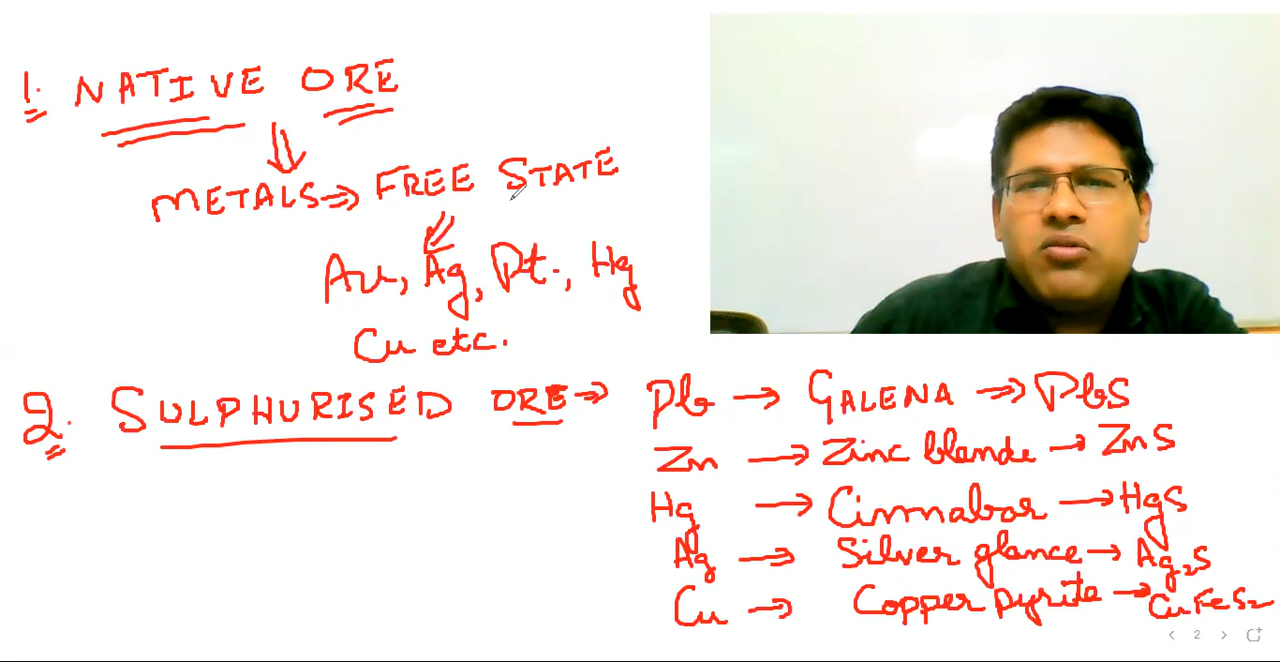 1. NATIVE ORE
METALS ⇒ FREE STATE
Au, Ag, Pt., Hg
Cu etc.
2. SULPHURISED ORE ⇒ Pb → GALENA ⇒ PbS
Zn → Zinc blende → ZnS
Hg → Cinnabar → HgS
Ag → Silver glance → Ag₂S
Cu → Copper pyrite → CuFeS₂
< 2 >